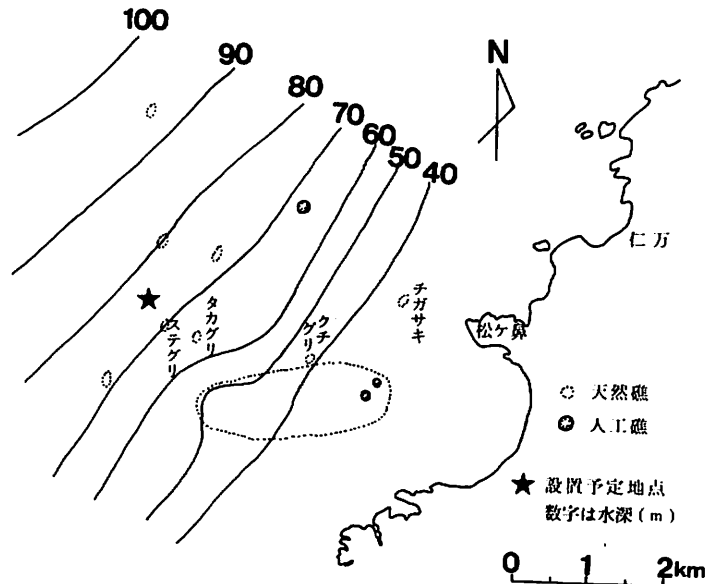 100
90
80
70
60
50
40
N
仁万
チガサキ
松ヶ鼻
タカグリ
ステグリ
クチグリ
天然礁
人工礁
設置予定地点
数字は水深(m)
0 1 2km